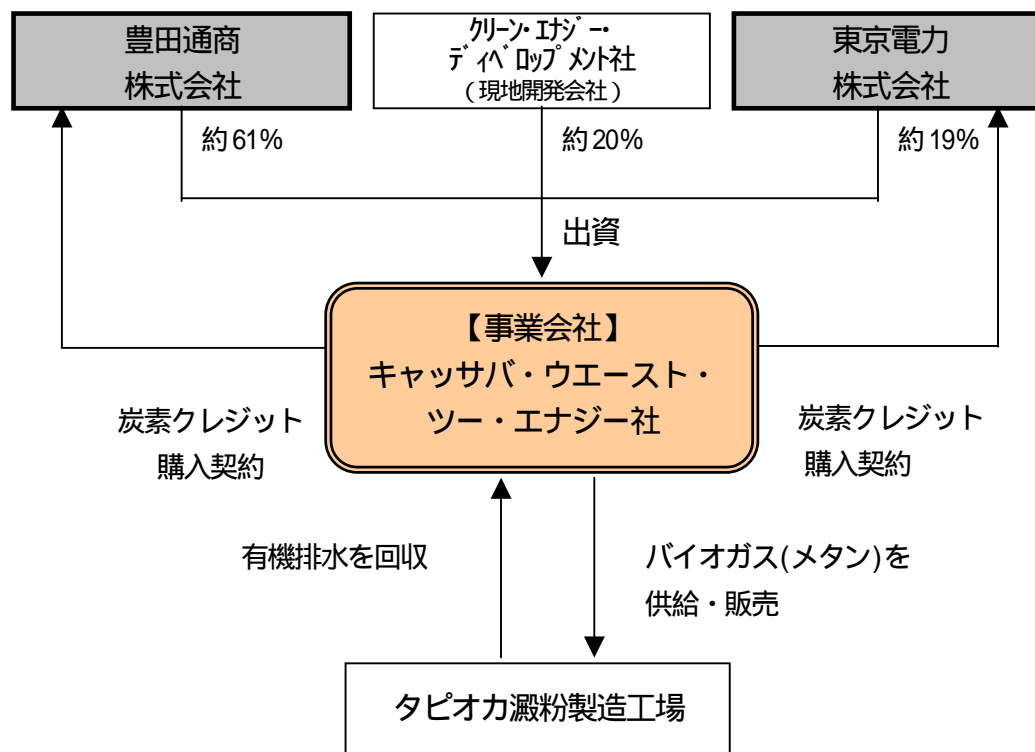 豊田通商
株式会社
クリーン・エナジー・
ディベロップメント社
(現地開発会社)
東京電力
株式会社
約61%
約20%
約19%
出資
【事業会社】
キャッサバ・ウエースト・
ツー・エナジー社
炭素クレジット
購入契約
炭素クレジット
購入契約
有機排水を回収
バイオガス(メタン)を
供給・販売
タピオカ澱粉製造工場